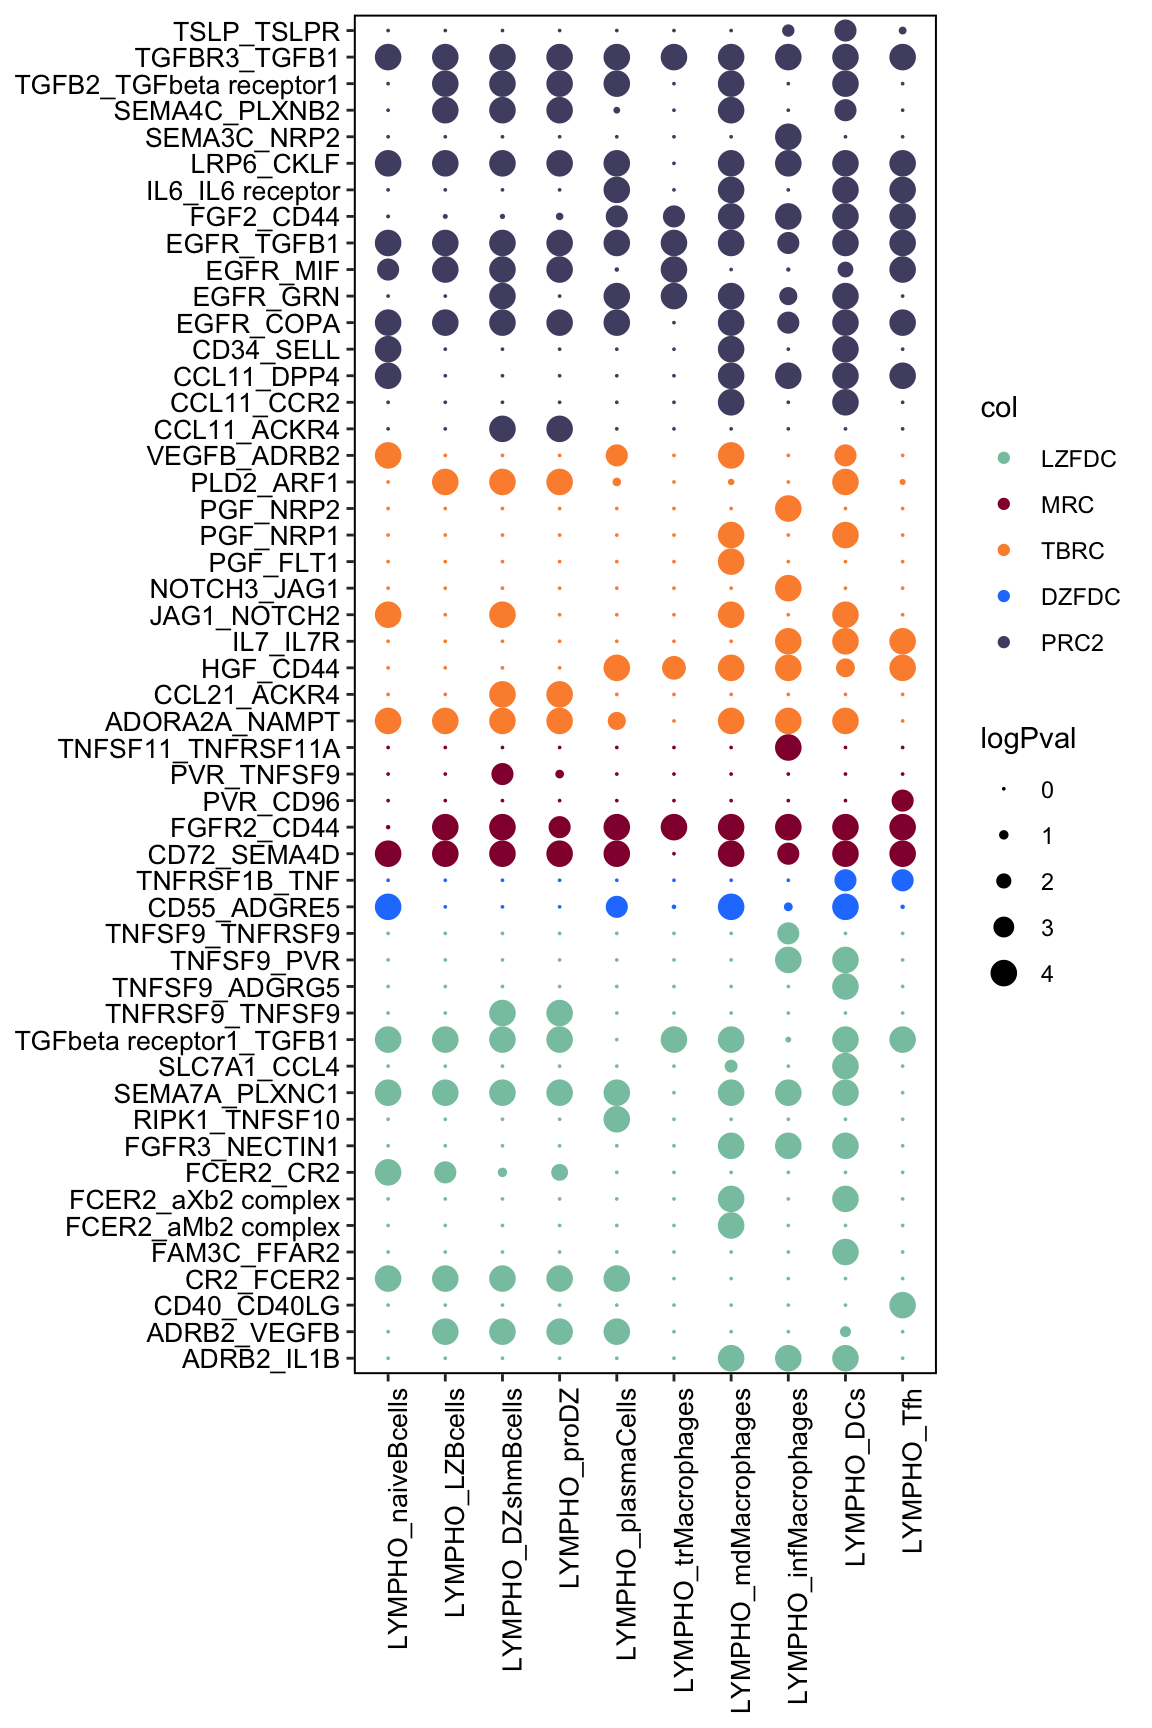 TSLP_TSLPR
TGFBR3_TGFB1
TGFB2_TGFbeta receptor1
SEMA4C_PLXNB2
SEMA3C_NRP2
LRP6_CKLF
IL6_IL6 receptor
FGF2_CD44
EGFR_TGFB1
EGFR_MIF
EGFR_GRN
EGFR_COPA
CD34_SELL
CCL11_DPP4
CCL11_CCR2
CCL11_ACKR4
VEGFB_ADRB2
PLD2_ARF1
PGF_NRP2
PGF_NRP1
PGF_FLT1
NOTCH3_JAG1
JAG1_NOTCH2
IL7_IL7R
HGF_CD44
CCL21_ACKR4
ADORA2A_NAMPT
TNFSF11_TNFRSF11A
PVR_TNFSF9
PVR_CD96
FGFR2_CD44
CD72_SEMA4D
TNFRSF1B_TNF
CD55_ADGRE5
TNFSF9_TNFRSF9
TNFSF9_PVR
TNFSF9_ADGRG5
TNFRSF9_TNFSF9
TGFbeta receptor1_TGFB1
SLC7A1_CCL4
SEMA7A_PLXNC1
RIPK1_TNFSF10
FGFR3_NECTIN1
FCER2_CR2
FCER2_aXb2 complex
FCER2_aMb2 complex
FAM3C_FFAR2
CR2_FCER2
CD40_CD40LG
ADRB2_VEGFB
ADRB2_IL1B
LYMPHO_naiveBcells
LYMPHO_LZBcells
LYMPHO_DZshmBcells
LYMPHO_proDZ
LYMPHO_plasmaCells
LYMPHO_trMacrophages
LYMPHO_mdMacrophages
LYMPHO_infMacrophages
LYMPHO_DCs
LYMPHO_Tfh
col
LZFDC
MRC
TBRC
DZFDC
PRC2
logPval
0
1
2
3
4